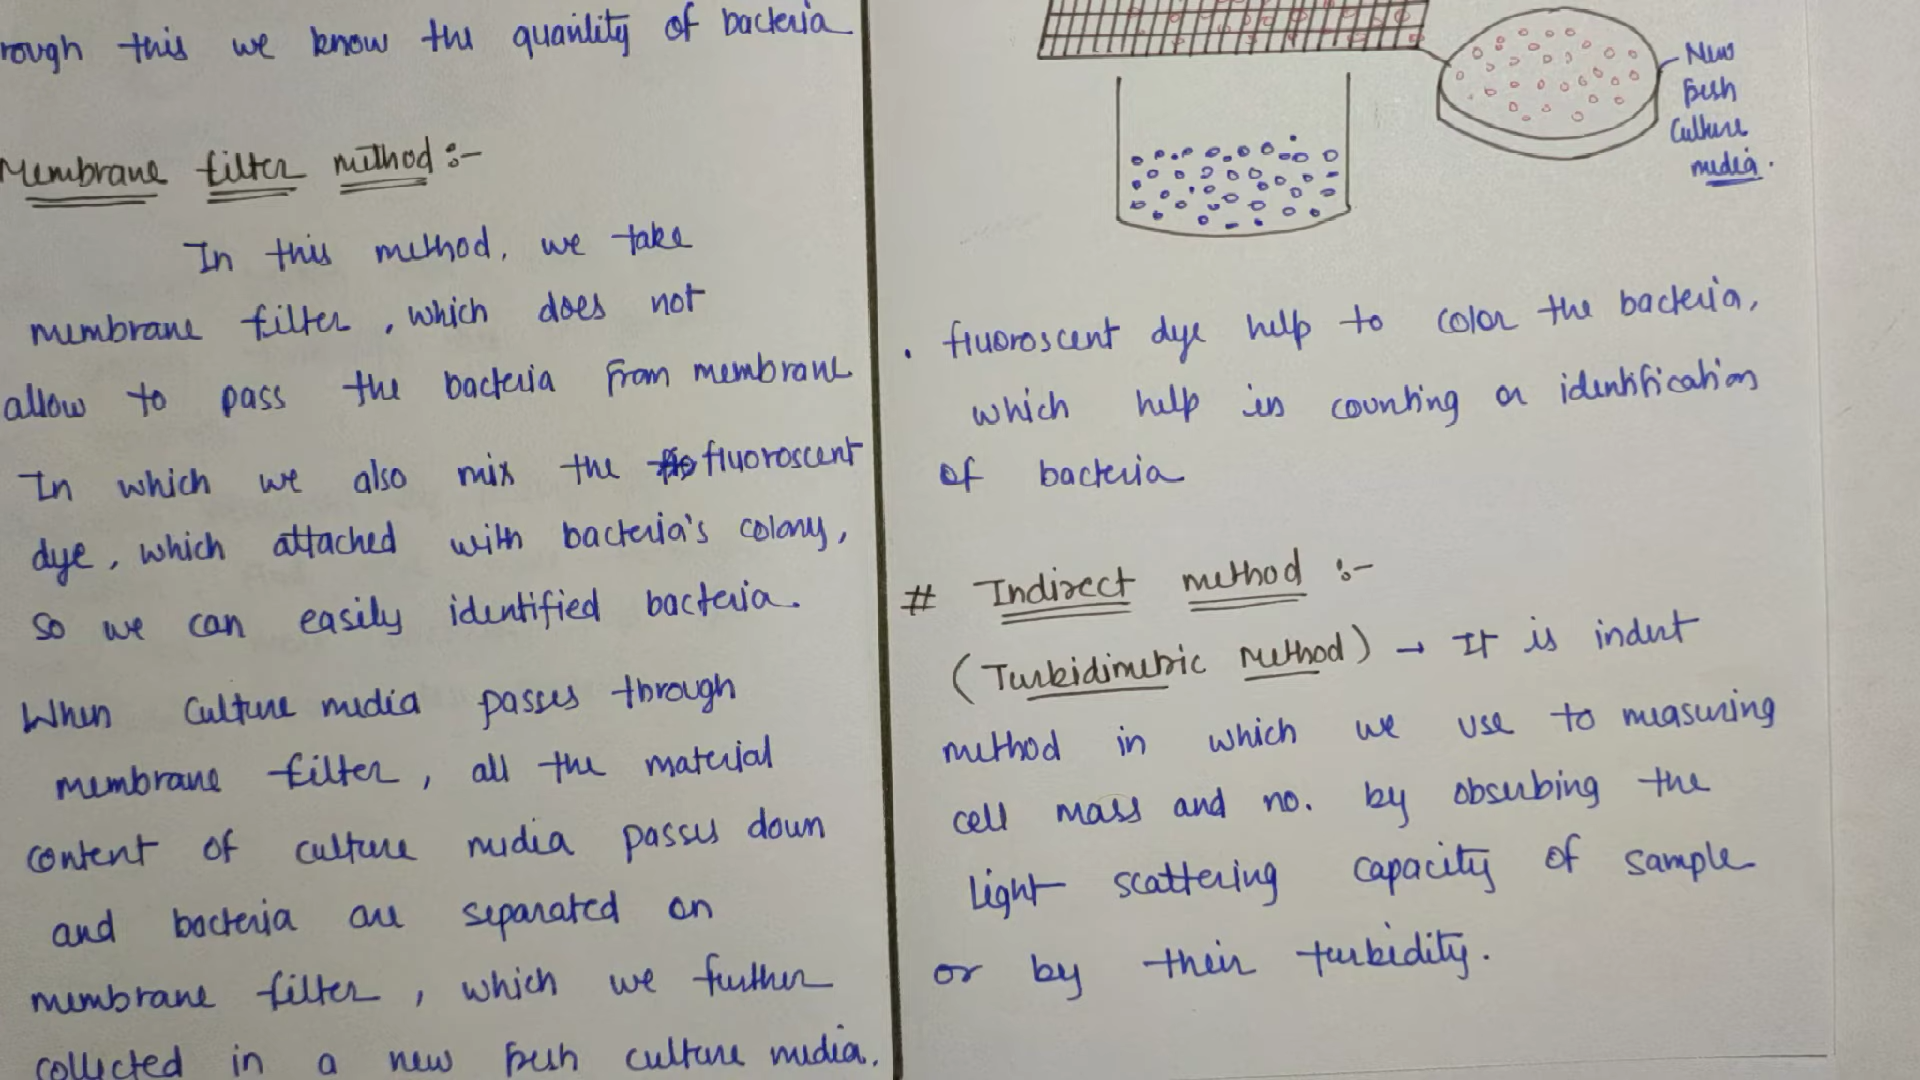 rough this we know the quantity of bacteria
Membrane filter method :-
In this method, we take
membrane filter, which does not
allow to pass the bacteria from membrane
In which we also mix the fluoroscent
dye, which attached with bacteria's colony,
so we can easily identified bacteria.
When culture media passes through
membrane filter, all the material
content of culture media passes down
and bacteria are separated on
membrane filter, which we further
collected in a new fresh culture media.
New
fresh
Culture
media.
. fluoroscent dye help to color the bacteria,
which help in counting or identification
of bacteria
# Indirect method :-
(Turbidimetric method) → It is indirect
method in which we use to measuring
cell mass and no. by obsurbing the
light scattering capacity of sample
or by their turbidity.